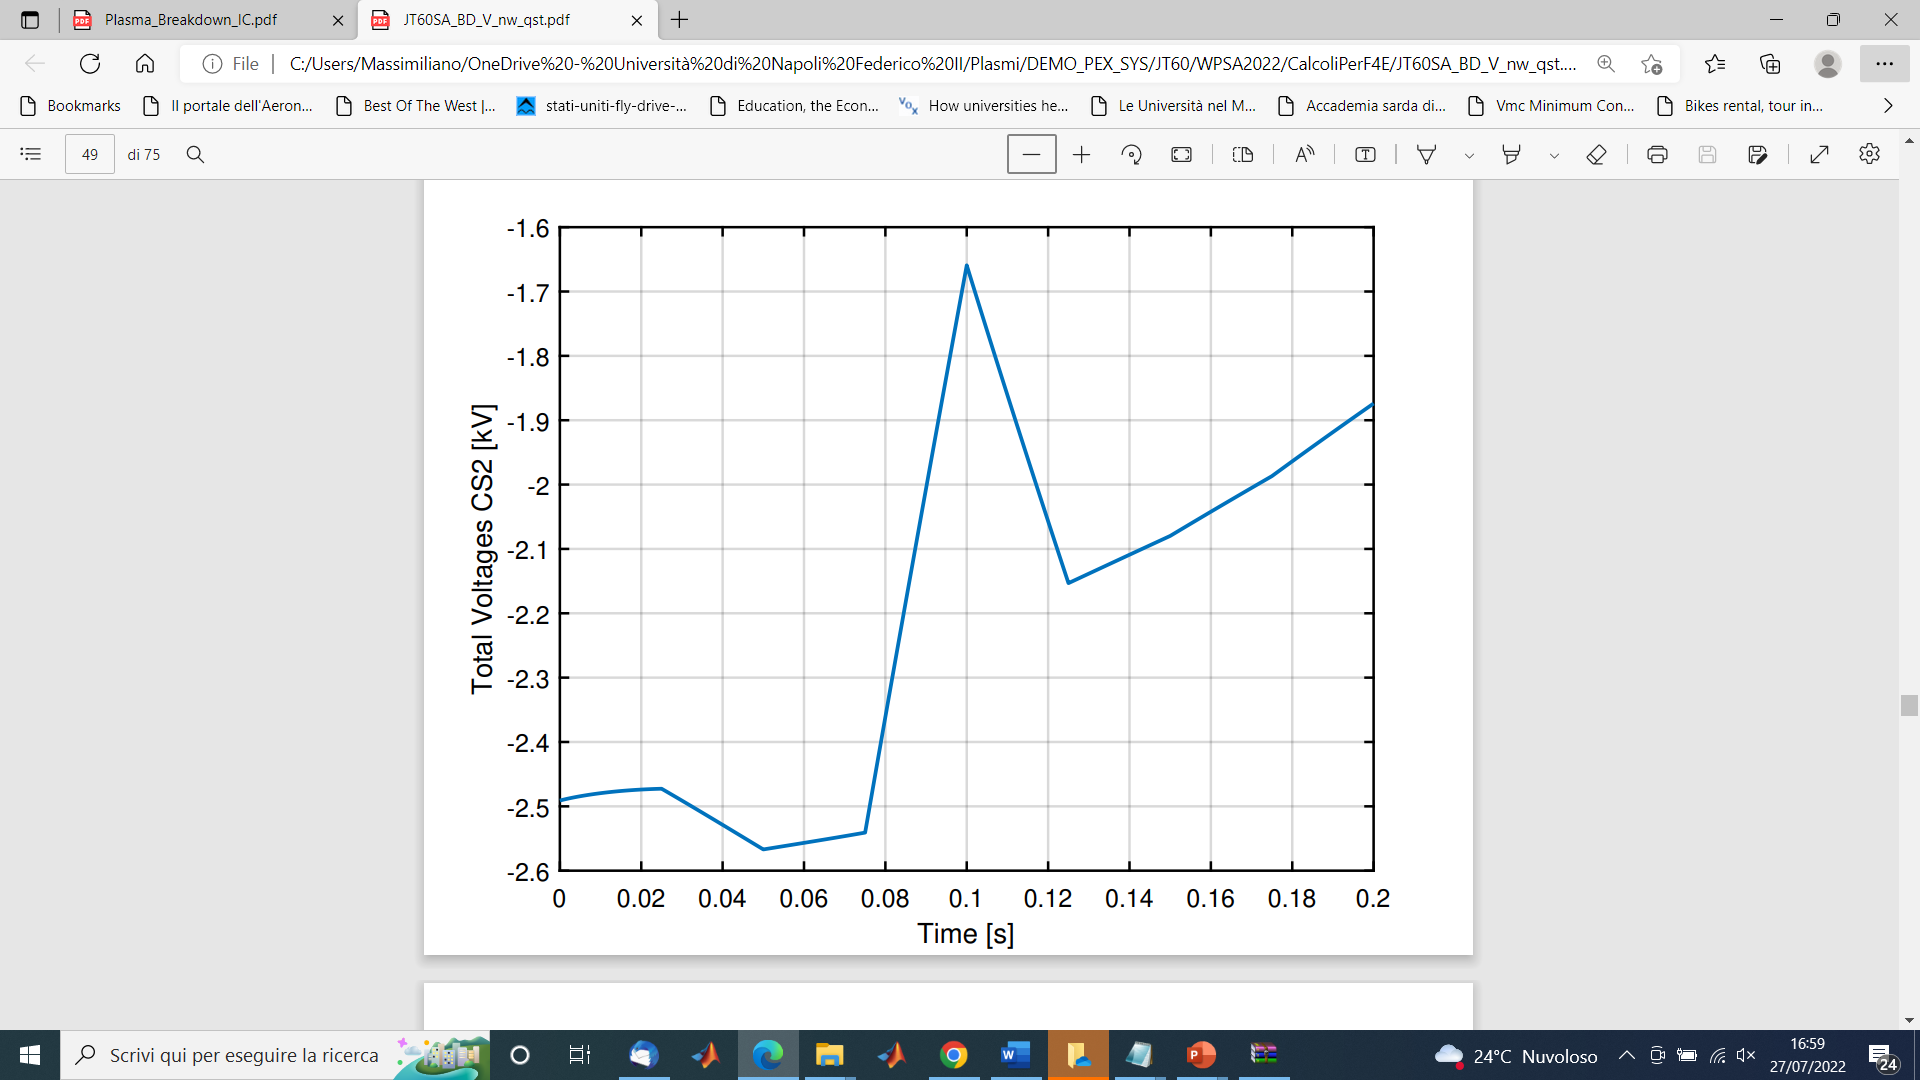 Plasma_Breakdown_IC.pdf
JT60SA_BD_V_nw_qst.pdf
File
C:/Users/Massimiliano/OneDrive%20-%20Università%20di%20Napoli%20Federico%20II/Plasmi/DEMO_PEX_SYS/JT60/WPSA2022/CalcoliPerF4E/JT60SA_BD_V_nw_qst....
Bookmarks
Il portale dell'Aeron...
Best Of The West |...
stati-uniti-fly-drive-...
Education, the Econ...
Vox
How universities he...
Le Università nel M...
Accademia sarda di...
Vmc Minimum Con...
Bikes rental, tour in...
49
di 75
-1.6
-1.7
-1.8
-1.9
-2
-2.1
-2.2
-2.3
-2.4
-2.5
-2.6
Total Voltages CS2 [kV]
0 0.02 0.04 0.06 0.08 0.1 0.12 0.14 0.16 0.18 0.2
Time [s]
Scrivi qui per eseguire la ricerca
24°C Nuvoloso
16:59
27/07/2022
24